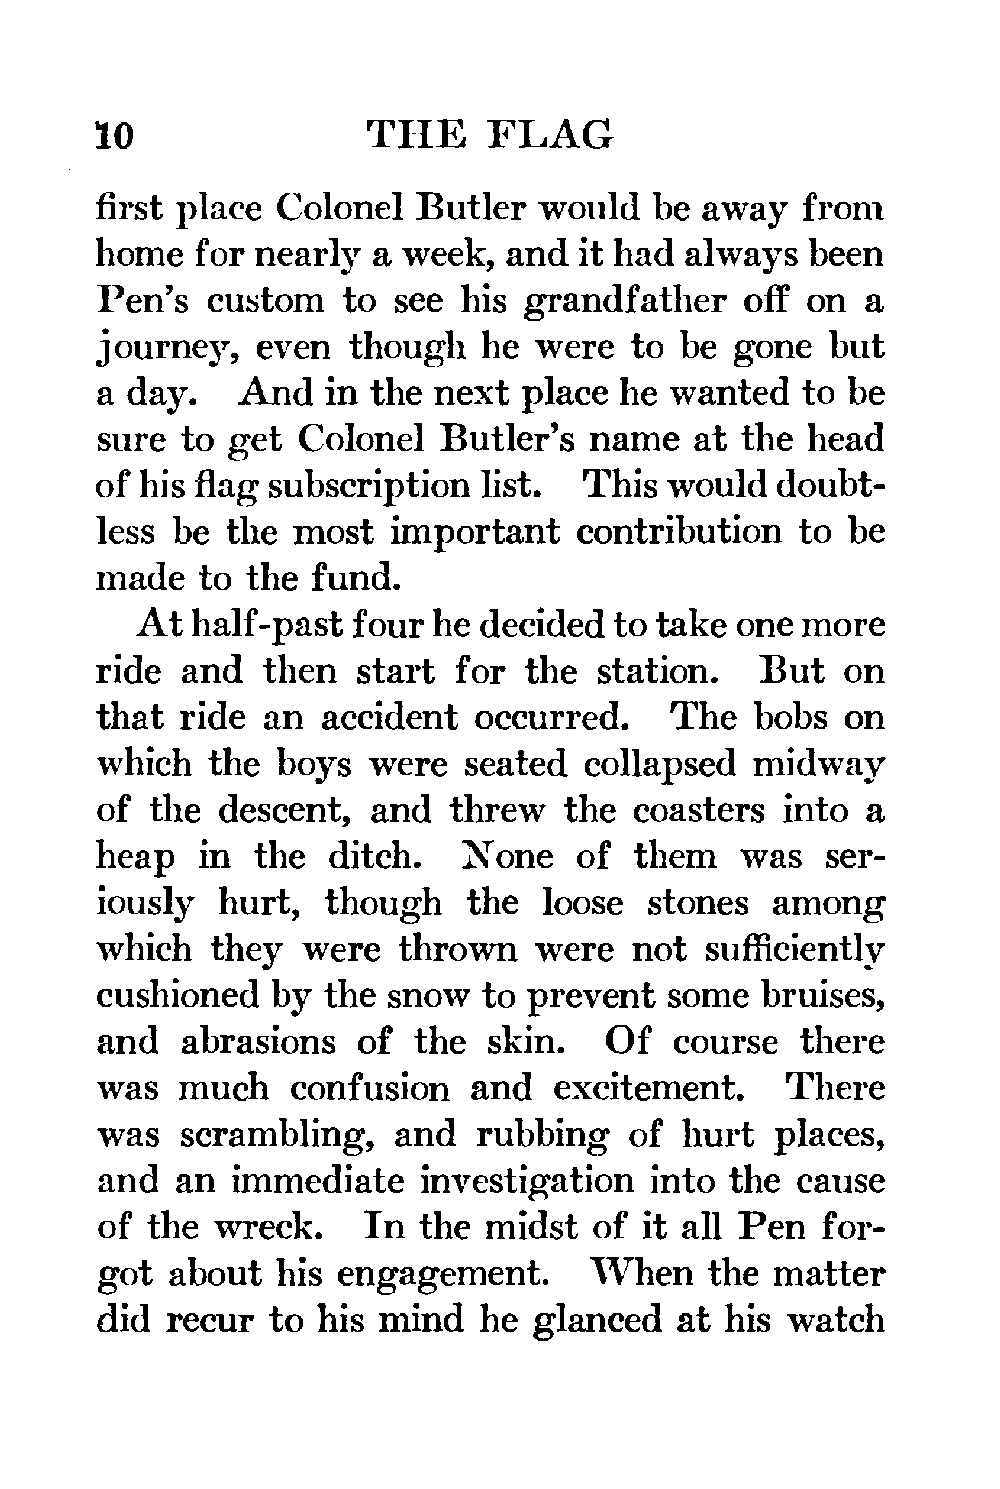 10 THE FLAG
first place Colonel Butler would be away from
home for nearly a week, and it had always been
Pen's custom to see his grandfather off on a
journey, even though he were to be gone but
a day. And in the next place he wanted to be
sure to get Colonel Butler's name at the head
of his flag subscription list. This would doubt-
less be the most important contribution to be
made to the fund.
At half-past four he decided to take one more
ride and then start for the station. But on
that ride an accident occurred. The bobs on
which the boys were seated collapsed midway
of the descent, and threw the coasters into a
heap in the ditch. None of them was ser-
iously hurt, though the loose stones among
which they were thrown were not sufficiently
cushioned by the snow to prevent some bruises,
and abrasions of the skin. Of course there
was much confusion and excitement. There
was scrambling, and rubbing of hurt places,
and an immediate investigation into the cause
of the wreck. In the midst of it all Pen for-
got about his engagement. When the matter
did recur to his mind he glanced at his watch